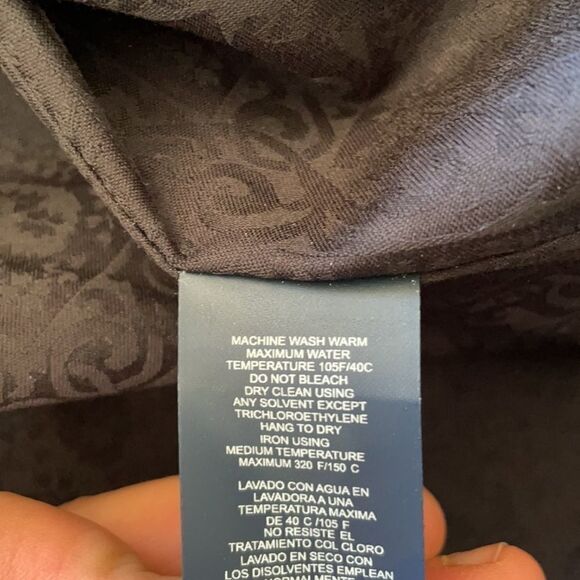 MACHINE WASH WARM
MAXIMUM WATER
TEMPERATURE 105F/40C
DO NOT BLEACH
DRY CLEAN USING
ANY SOLVENT EXCEPT
TRICHLOROETHYLENE
HANG TO DRY
IRON USING
MEDIUM TEMPERATURE
MAXIMUM 320 F/150 C
LAVADO CON AGUA EN
LAVADORA A UNA
TEMPERATURA MAXIMA
DE 40 C /105 F
NO RESISTE EL
TRATAMIENTO COL CLORO
LAVADO EN SECO CON
LOS DISOLVENTES EMPLEAN
NORMALMENTE